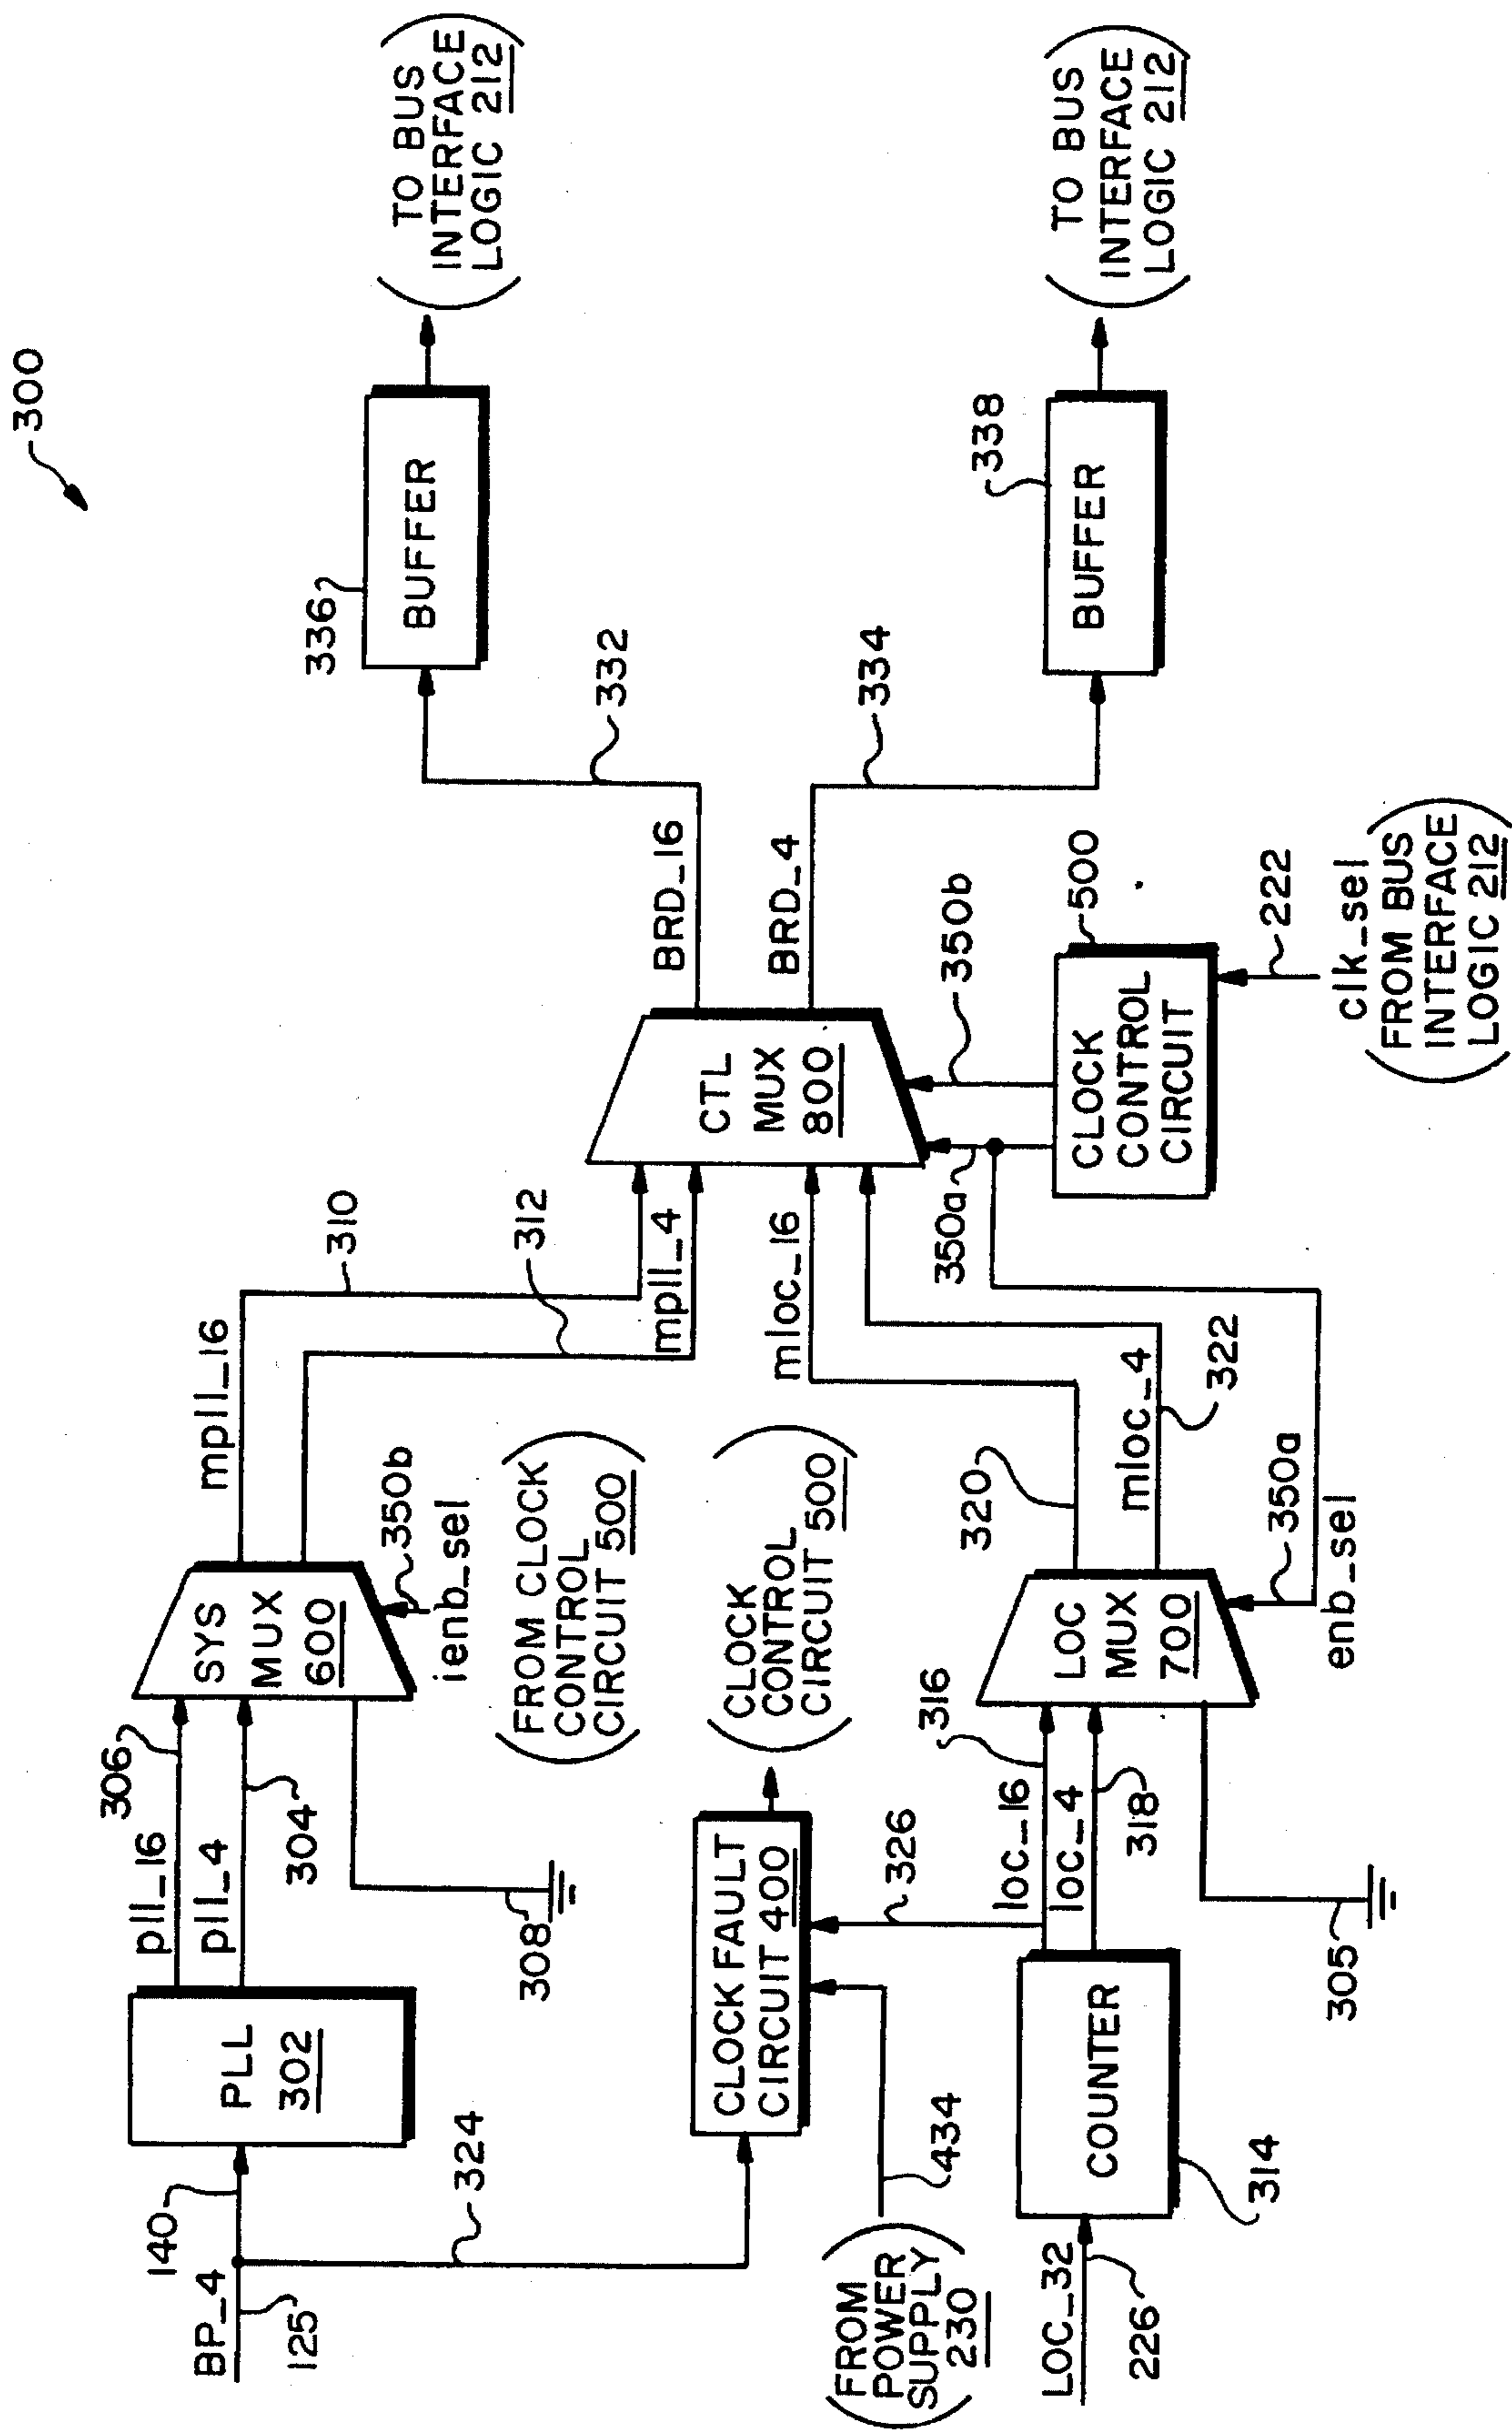 300
BP_4
125
140
324
PLL
302
pll_16
pll_4
306
304
308
SYS
MUX
600
350b
ienb_sel
(FROM CLOCK
CONTROL
CIRCUIT 500)
mpll_16
310
312
mpll_4
mloc_16
(FROM
POWER
SUPPLY
230)
434
CLOCK FAULT
CIRCUIT 400
326
(CLOCK
CONTROL
CIRCUIT 500)
LOC_32
226
COUNTER
314
loc_16
loc_4
316
318
305
LOC
MUX
700
320
mloc_4
322
350a
enb_sel
CTL
MUX
800
350a
350b
CLOCK
CONTROL
CIRCUIT
500
222
clk_sel
(FROM BUS
INTERFACE
LOGIC 212)
BRD_16
BRD_4
332
334
336
BUFFER
338
BUFFER
(TO BUS
INTERFACE
LOGIC 212)
(TO BUS
INTERFACE
LOGIC 212)